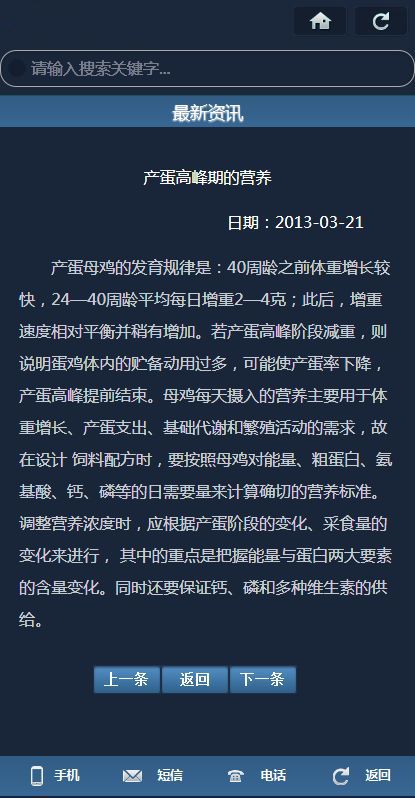 请输入搜索关键字...
最新资讯
产蛋高峰期的营养
日期：2013-03-21
产蛋母鸡的发育规律是：40周龄之前体重增长较
快，24—40周龄平均每日增重2—4克；此后，增重
速度相对平衡并稍有增加。若产蛋高峰阶段减重，则
说明蛋鸡体内的贮备动用过多，可能使产蛋率下降，
产蛋高峰提前结束。母鸡每天摄入的营养主要用于体
重增长、产蛋支出、基础代谢和繁殖活动的需求，故
在设计 饲料配方时，要按照母鸡对能量、粗蛋白、氨
基酸、钙、磷等的日需要量来计算确切的营养标准。
调整营养浓度时，应根据产蛋阶段的变化、采食量的
变化来进行， 其中的重点是把握能量与蛋白两大要素
的含量变化。同时还要保证钙、磷和多种维生素的供
给。
上一条 返回 下一条
手机 短信 电话 返回